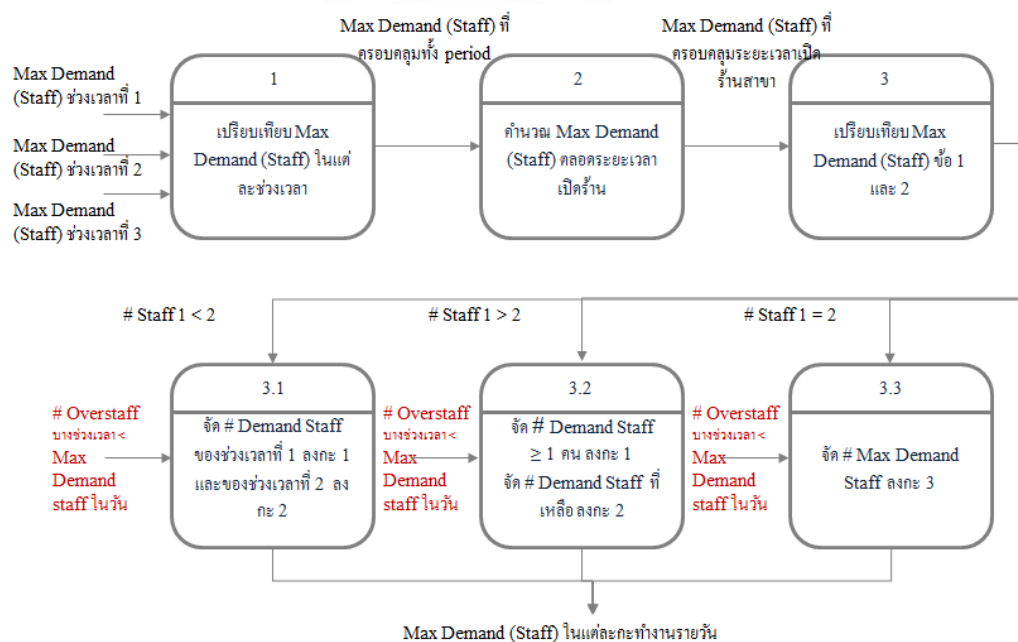 Max Demand (Staff) ที่
ครอบคลุมทั้ง period
Max Demand (Staff) ที่
ครอบคลุมระยะเวลาเปิด
ร้านสาขา
Max Demand
(Staff) ช่วงเวลาที่ 1
Max Demand
(Staff) ช่วงเวลาที่ 2
Max Demand
(Staff) ช่วงเวลาที่ 3
1
เปรียบเทียบ Max
Demand (Staff) ในแต่
ละช่วงเวลา
2
คำนวณ Max Demand
(Staff) ตลอดระยะเวลา
เปิดร้าน
3
เปรียบเทียบ Max
Demand (Staff) ข้อ 1
และ 2
# Staff 1 < 2
# Staff 1 > 2
# Staff 1 = 2
# Overstaff
บางช่วงเวลา <
Max
Demand
staff ในวัน
3.1
จัด # Demand Staff
ของช่วงเวลาที่ 1 ลงกะ 1
และของช่วงเวลาที่ 2 ลง
กะ 2
# Overstaff
บางช่วงเวลา <
Max
Demand
staff ในวัน
3.2
จัด # Demand Staff
≥ 1 คน ลงกะ 1
จัด # Demand Staff ที่
เหลือ ลงกะ 2
# Overstaff
บางช่วงเวลา <
Max
Demand
staff ในวัน
3.3
จัด # Max Demand
Staff ลงกะ 3
Max Demand (Staff) ในแต่ละกะทำงานรายวัน